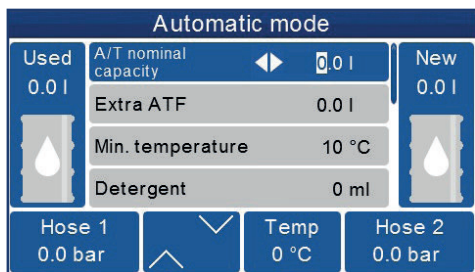 Automatic mode
Used
0.0 l
A/T nominal
capacity
0.0 l
New
0.0 l
Extra ATF
0.0 l
Min. temperature
10 °C
Detergent
0 ml
Hose 1
0.0 bar
Temp
0 °C
Hose 2
0.0 bar